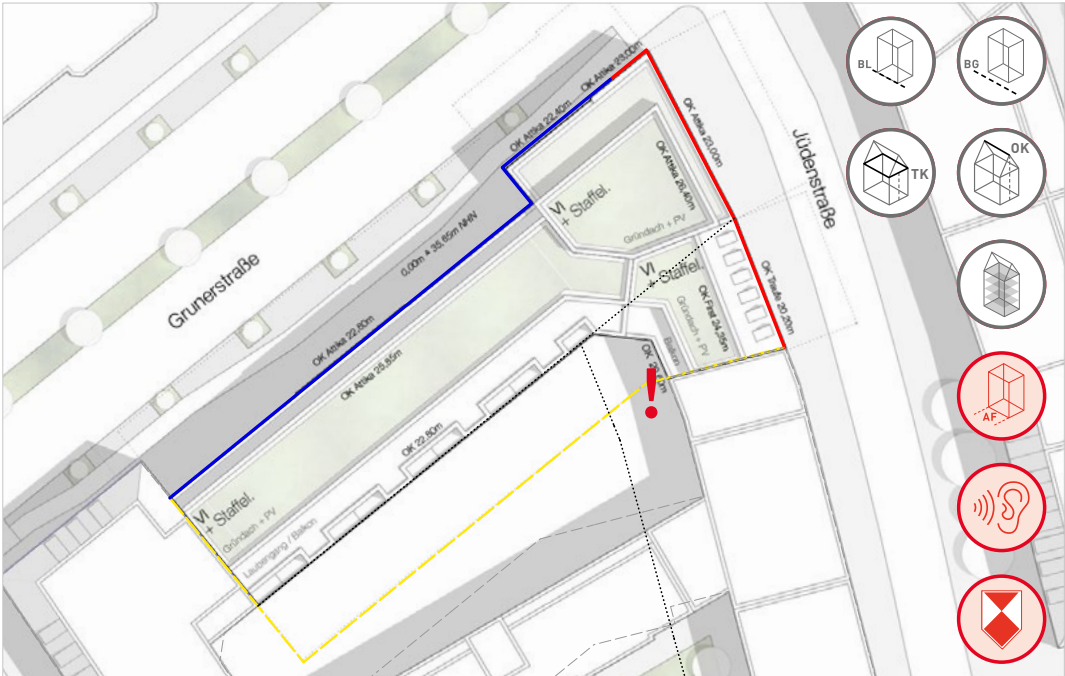 OK Attika 23,00m
OK Attika 22,40m
OK Attika 23,00m
OK Attika 26,40m
VI
+ Staffel.
Gründach + PV
0,00m ≙ 35,65m NHN
Grunerstraße
Jüdenstraße
VI
+ Staffel.
OK First 24,35m
Gründach + PV
OK Traufe 20,20m
Balkon
OK Attika 22,80m
OK Attika 25,85m
OK 22,80m
VI
+ Staffel.
Gründach + PV
Laubengang / Balkon
!
BL
BG
TK
OK
AF